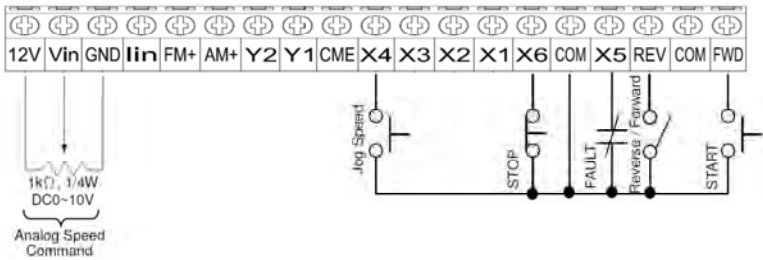 12V Vin GND Iin FM+ AM+ Y2 Y1 CME X4 X3 X2 X1 X6 COM X5 REV COM FWD
Jog Speed
STOP
FAULT
Reverse / Forward
START
1kΩ, 1/4W
DC0~10V
Analog Speed
Command